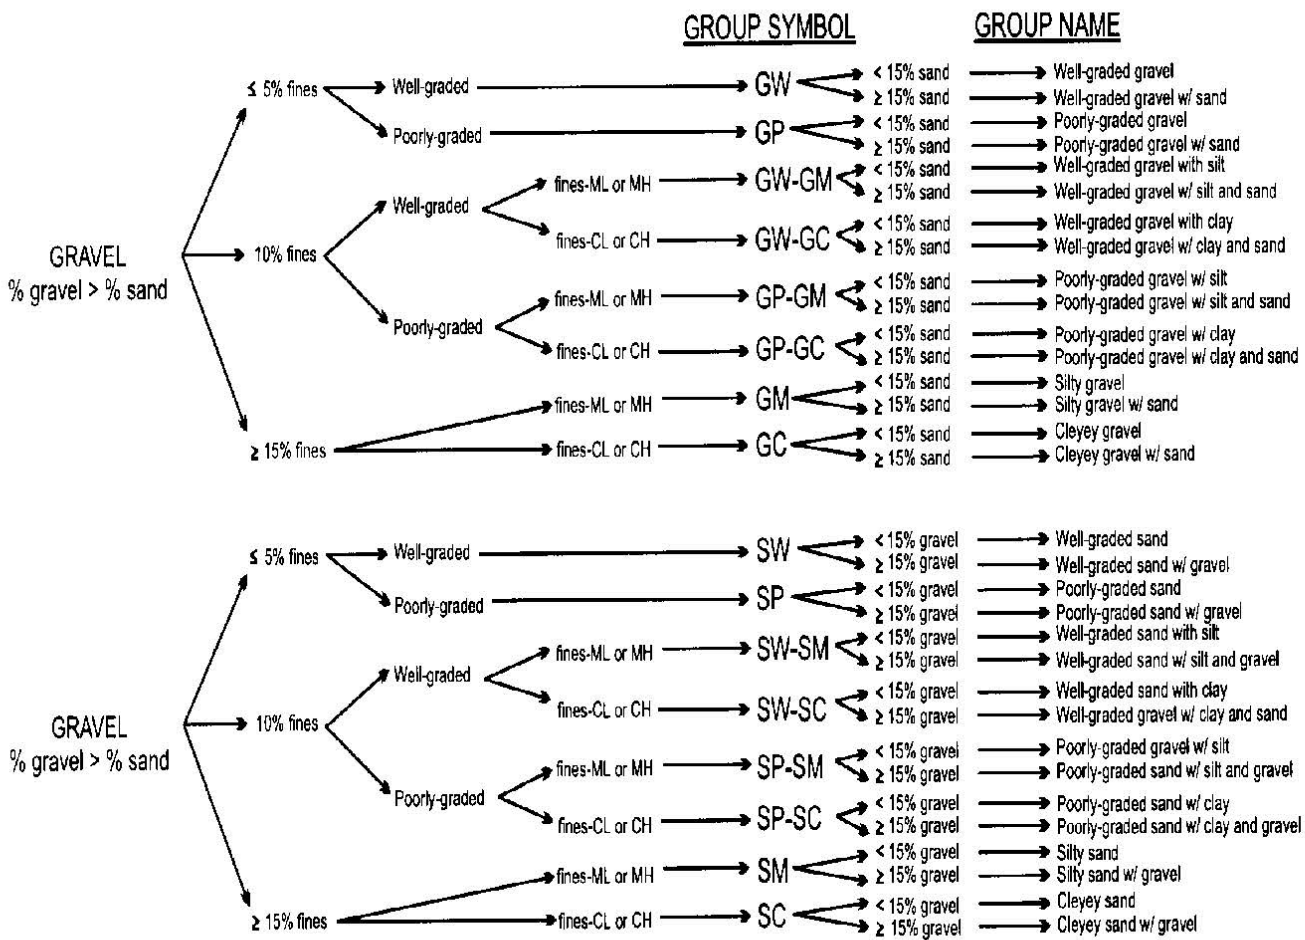 GROUP SYMBOL GROUP NAME
≤ 5% fines Well-graded GW < 15% sand Well-graded gravel
≥ 15% sand Well-graded gravel w/ sand
Poorly-graded GP < 15% sand Poorly-graded gravel
≥ 15% sand Poorly-graded gravel w/ sand
GRAVEL
% gravel > % sand
10% fines Well-graded fines-ML or MH GW-GM < 15% sand Well-graded gravel with silt
≥ 15% sand Well-graded gravel w/ silt and sand
fines-CL or CH GW-GC < 15% sand Well-graded gravel with clay
≥ 15% sand Well-graded gravel w/ clay and sand
Poorly-graded fines-ML or MH GP-GM < 15% sand Poorly-graded gravel w/ silt
≥ 15% sand Poorly-graded gravel w/ silt and sand
fines-CL or CH GP-GC < 15% sand Poorly-graded gravel w/ clay
≥ 15% sand Poorly-graded gravel w/ clay and sand
≥ 15% fines fines-ML or MH GM < 15% sand Silty gravel
≥ 15% sand Silty gravel w/ sand
fines-CL or CH GC < 15% sand Cleyey gravel
≥ 15% sand Cleyey gravel w/ sand
≤ 5% fines Well-graded SW < 15% gravel Well-graded sand
≥ 15% gravel Well-graded sand w/ gravel
Poorly-graded SP < 15% gravel Poorly-graded sand
≥ 15% gravel Poorly-graded sand w/ gravel
GRAVEL
% gravel > % sand
10% fines Well-graded fines-ML or MH SW-SM < 15% gravel Well-graded sand with silt
≥ 15% gravel Well-graded sand w/ silt and gravel
fines-CL or CH SW-SC < 15% gravel Well-graded sand with clay
≥ 15% gravel Well-graded gravel w/ clay and sand
Poorly-graded fines-ML or MH SP-SM < 15% gravel Poorly-graded gravel w/ silt
≥ 15% gravel Poorly-graded sand w/ silt and gravel
fines-CL or CH SP-SC < 15% gravel Poorly-graded sand w/ clay
≥ 15% gravel Poorly-graded sand w/ clay and gravel
≥ 15% fines fines-ML or MH SM < 15% gravel Silty sand
≥ 15% gravel Silty sand w/ gravel
fines-CL or CH SC < 15% gravel Cleyey sand
≥ 15% gravel Cleyey sand w/ gravel